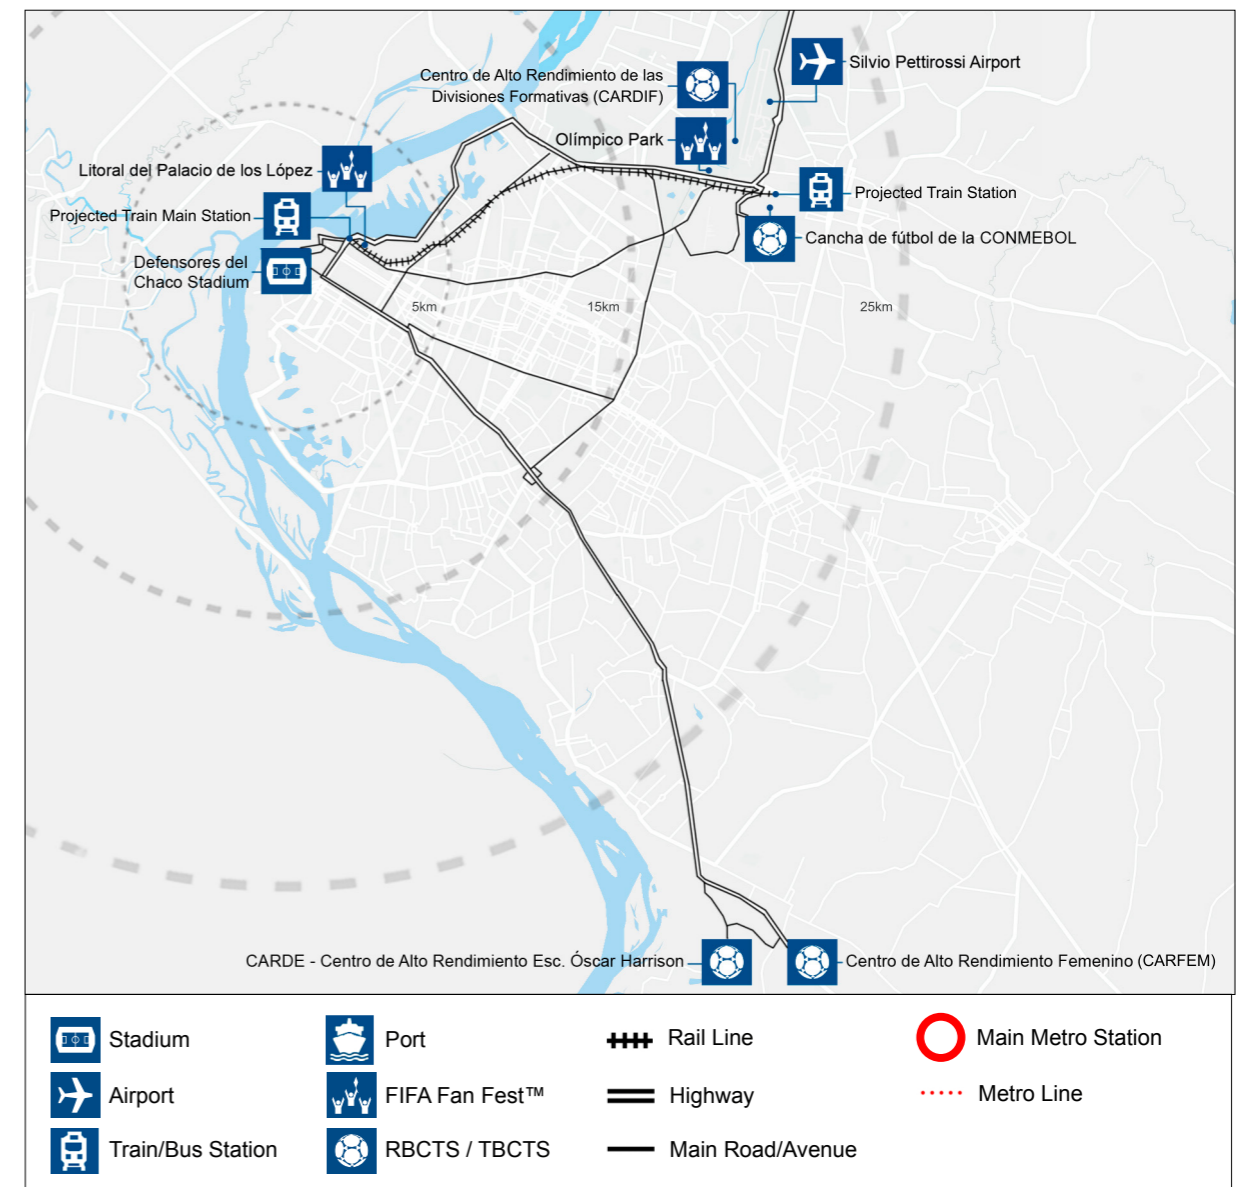 Silvio Pettirossi Airport
Centro de Alto Rendimiento de las
Divisiones Formativas (CARDIF)
Olímpico Park
Litoral del Palacio de los López
Projected Train Station
Projected Train Main Station
Cancha de fútbol de la CONMEBOL
Defensores del
Chaco Stadium
5km
15km
25km
CARDE - Centro de Alto Rendimiento Esc. Óscar Harrison
Centro de Alto Rendimiento Femenino (CARFEM)
Stadium
Port
Rail Line
Main Metro Station
Airport
FIFA Fan Fest™
Highway
Metro Line
Train/Bus Station
RBCTS / TBCTS
Main Road/Avenue